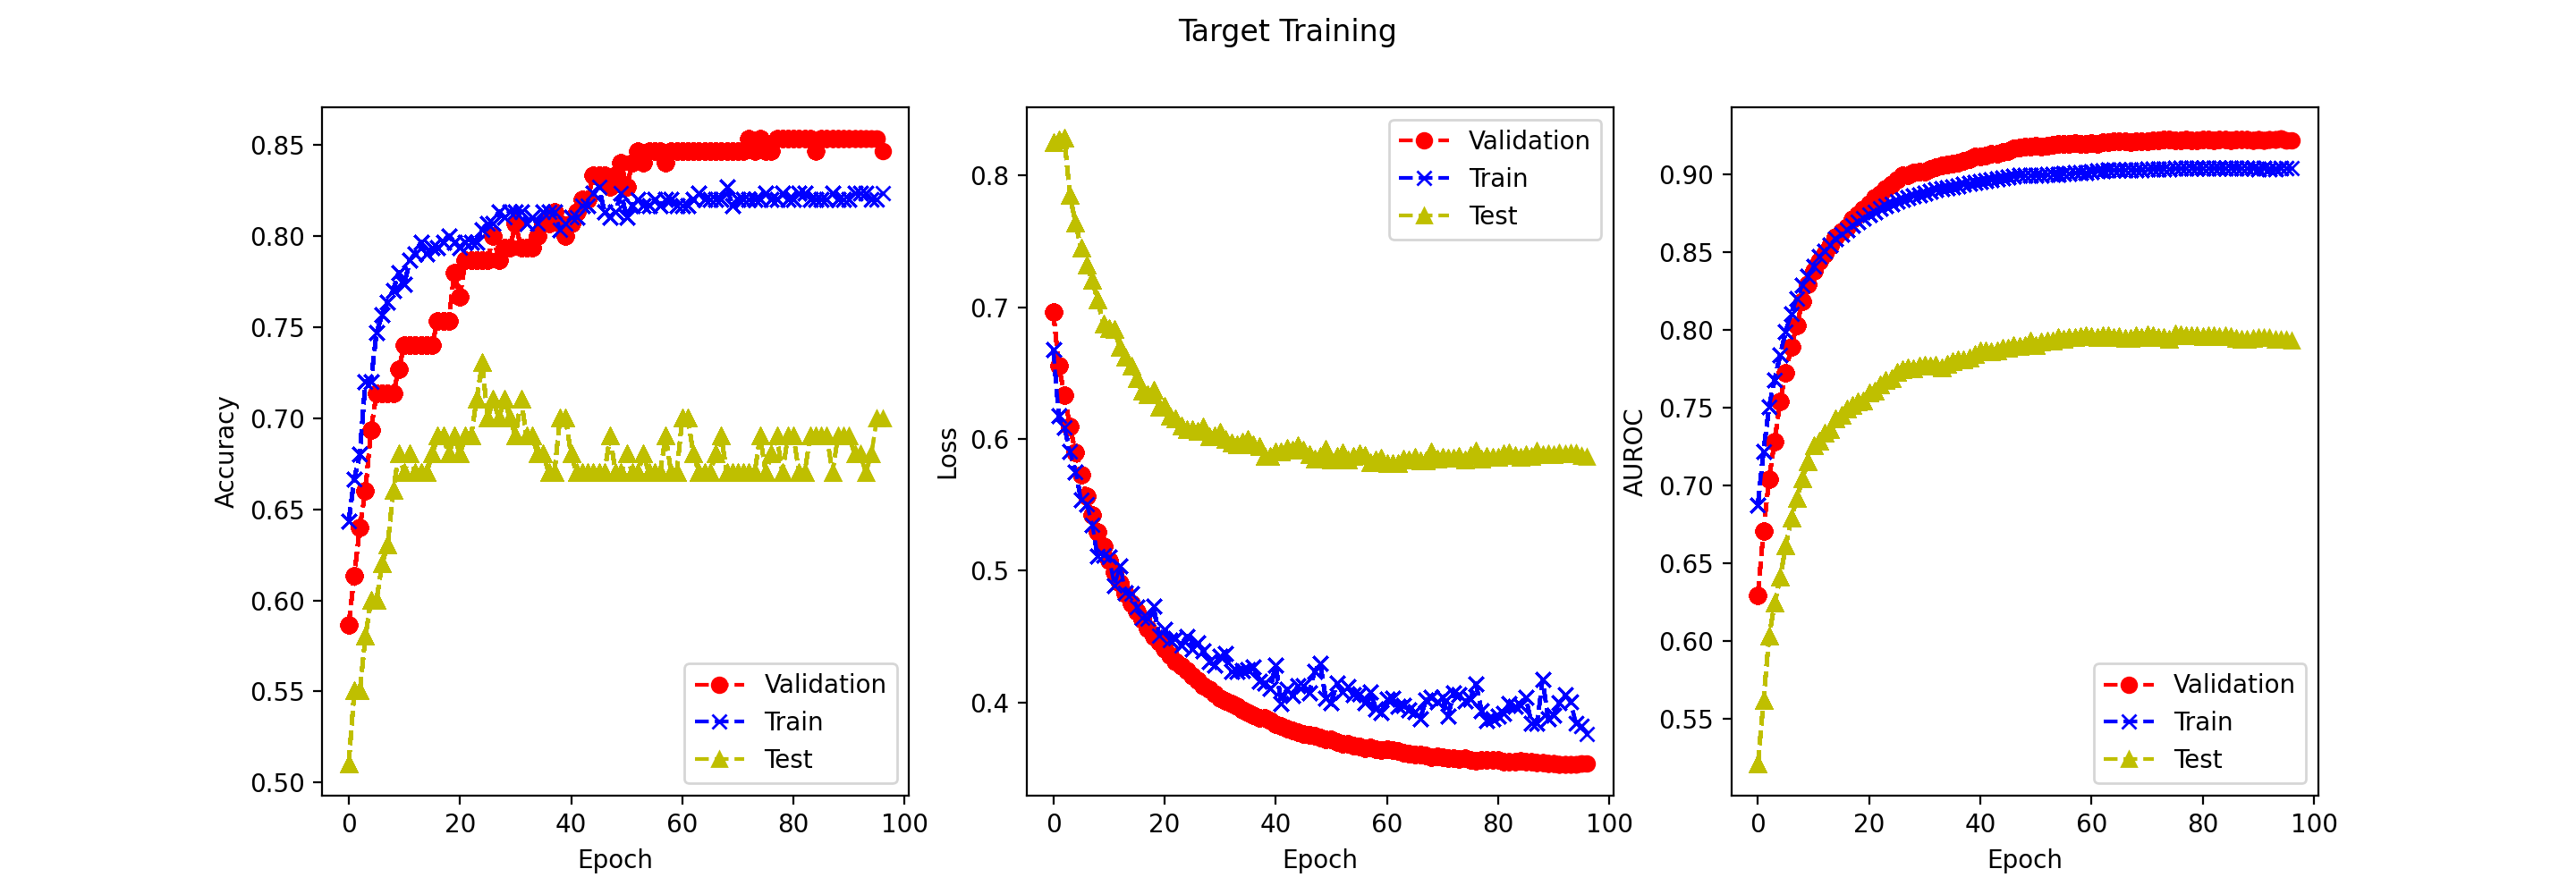 Target Training
Accuracy
0.85
0.80
0.75
0.70
0.65
0.60
0.55
0.50
Validation
Train
Test
0 20 40 60 80 100
Epoch
Loss
0.8
0.7
0.6
0.5
0.4
Validation
Train
Test
0 20 40 60 80 100
Epoch
AUROC
0.90
0.85
0.80
0.75
0.70
0.65
0.60
0.55
Validation
Train
Test
0 20 40 60 80 100
Epoch